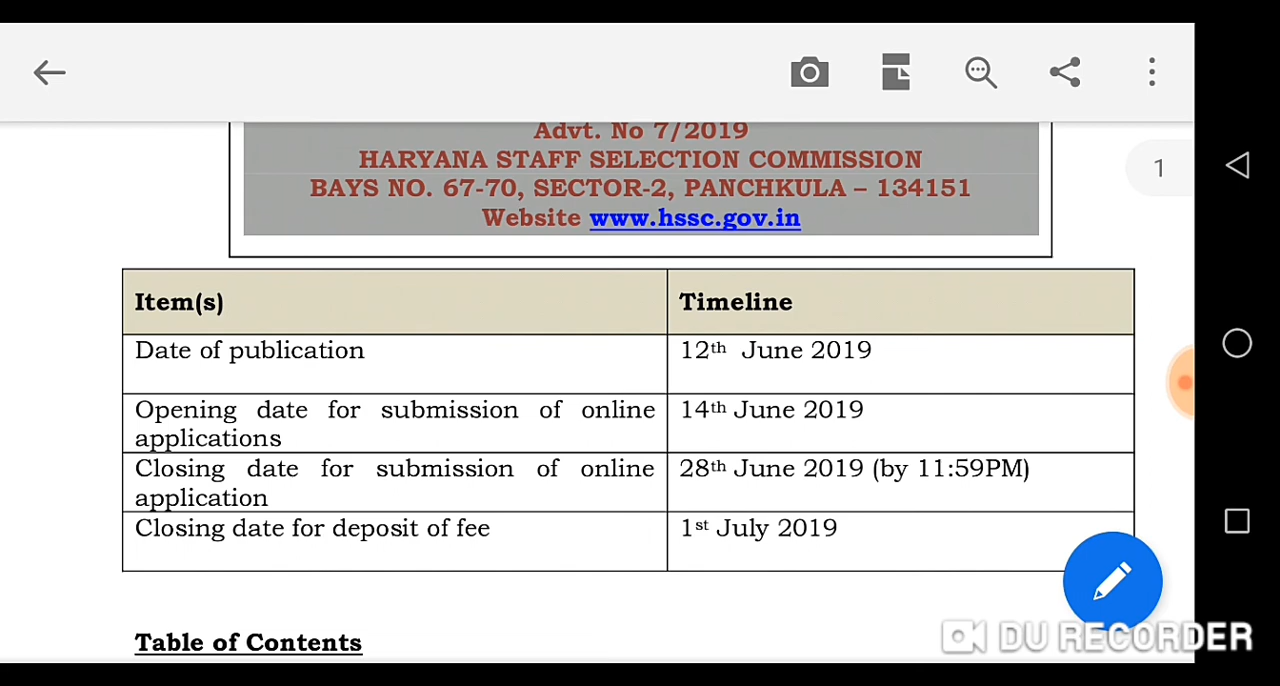 Advt. No 7/2019
HARYANA STAFF SELECTION COMMISSION
BAYS NO. 67-70, SECTOR-2, PANCHKULA – 134151
Website www.hssc.gov.in
1
Item(s) Timeline
Date of publication 12th June 2019
Opening date for submission of online 14th June 2019
applications
Closing date for submission of online 28th June 2019 (by 11:59PM)
application
Closing date for deposit of fee 1st July 2019
Table of Contents
DU RECORDER